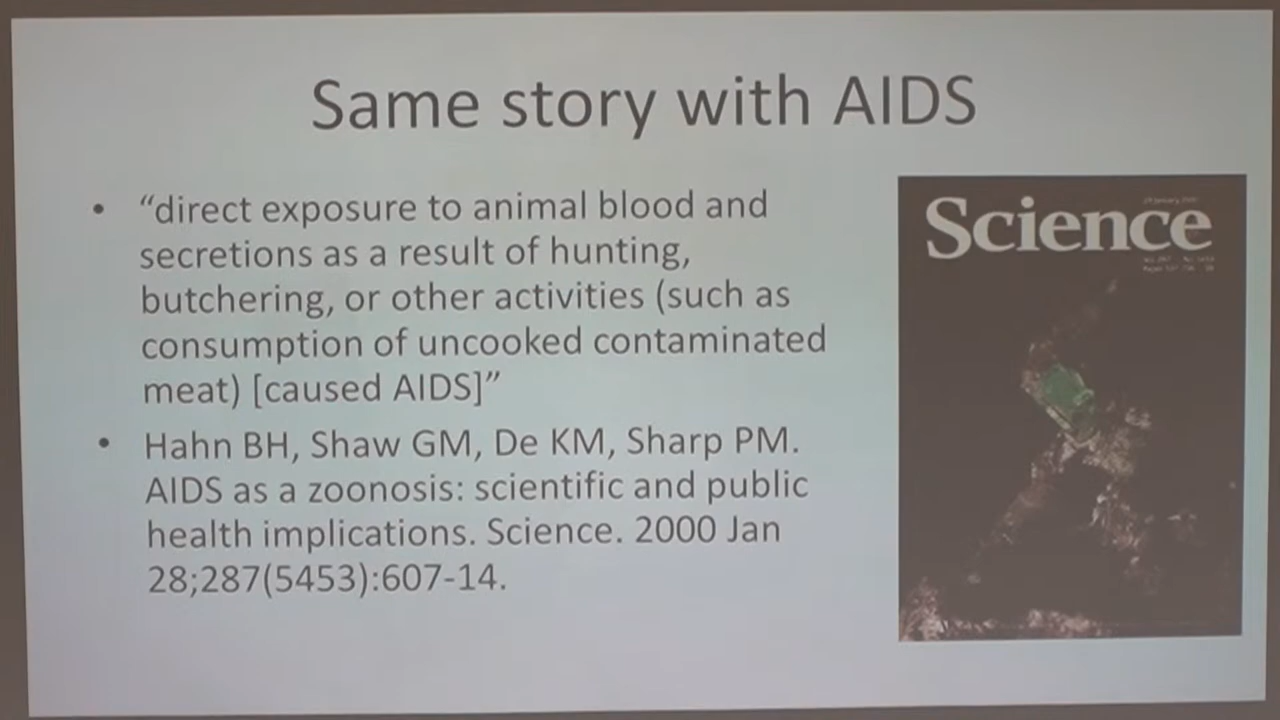 Same story with AIDS
• “direct exposure to animal blood and
secretions as a result of hunting,
butchering, or other activities (such as
consumption of uncooked contaminated
meat) [caused AIDS]”
• Hahn BH, Shaw GM, De KM, Sharp PM.
AIDS as a zoonosis: scientific and public
health implications. Science. 2000 Jan
28;287(5453):607-14.
Science